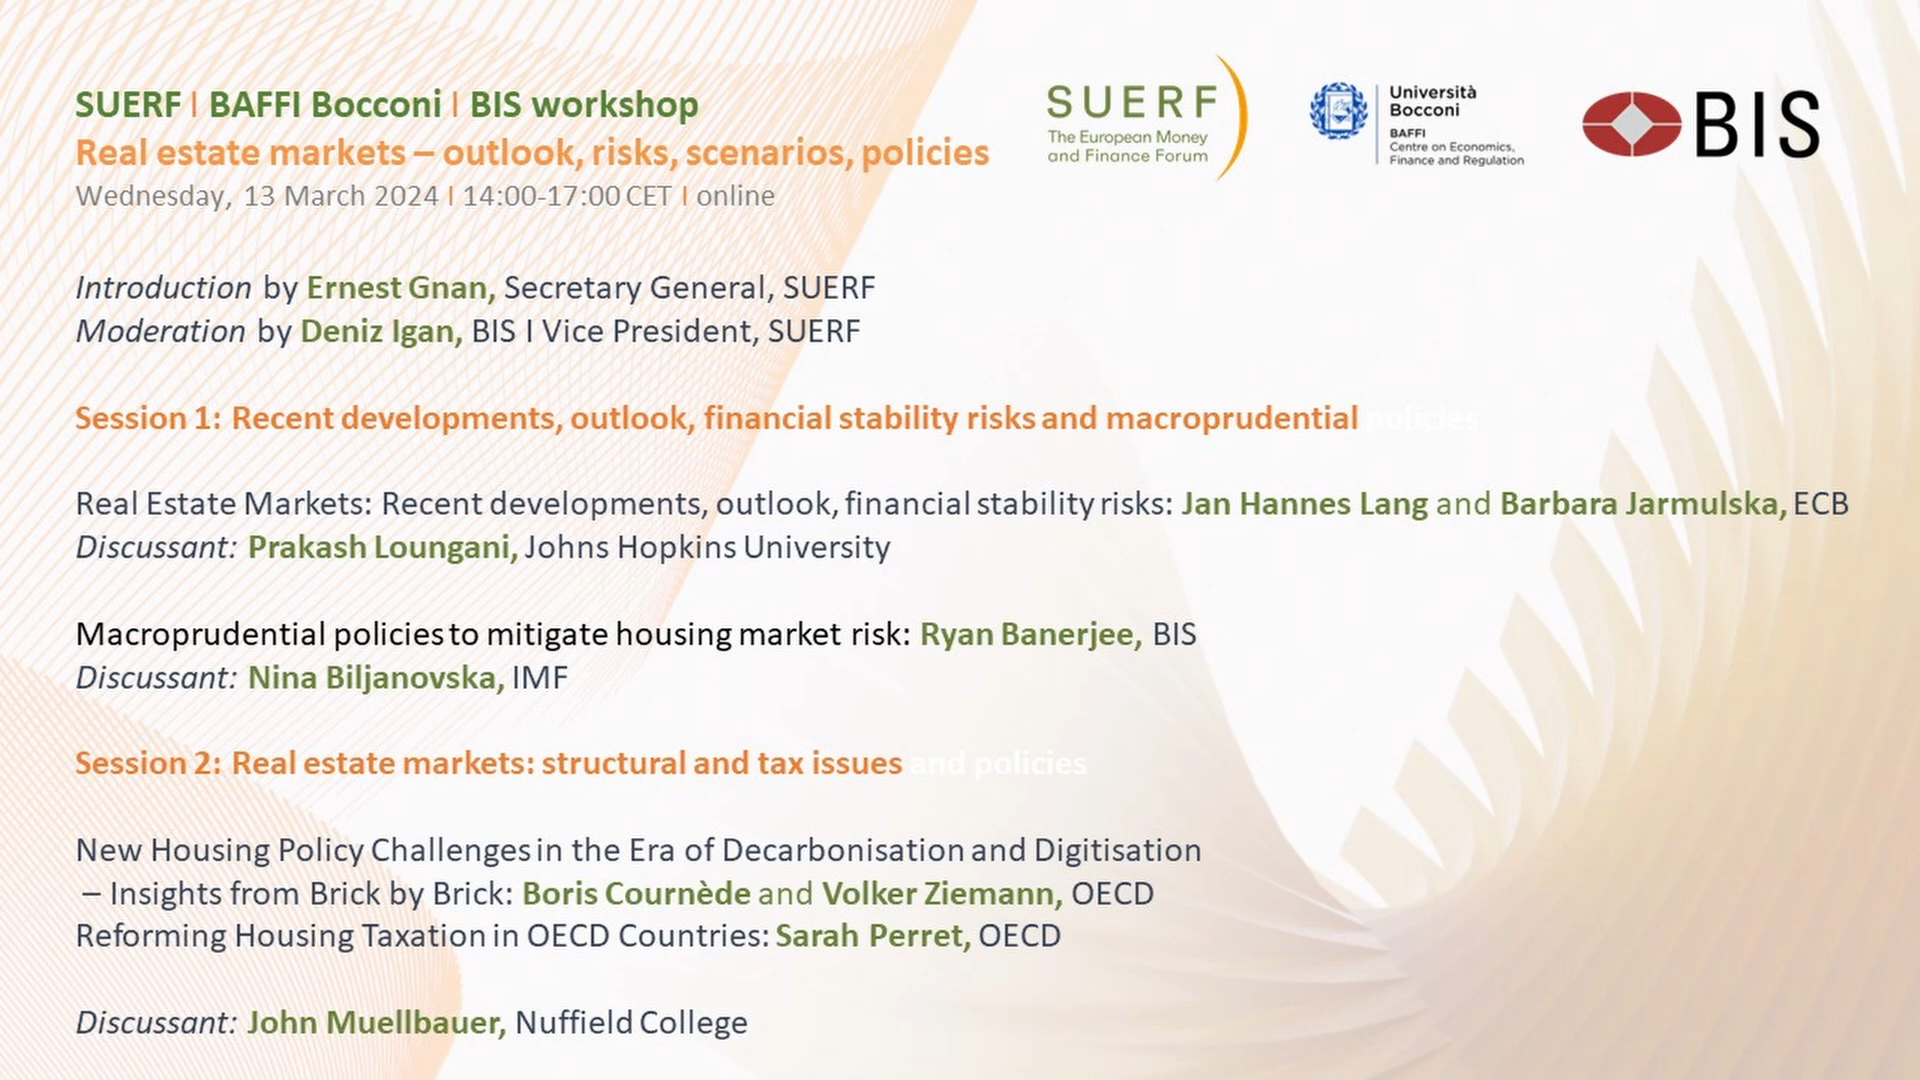 SUERF I BAFFI Bocconi I BIS workshop
Real estate markets – outlook, risks, scenarios, policies
Wednesday, 13 March 2024 I 14:00-17:00 CET I online
SUERF
The European Money
and Finance Forum
Università
Bocconi
BAFFI
Centre on Economics,
Finance and Regulation
BIS
Introduction by Ernest Gnan, Secretary General, SUERF
Moderation by Deniz Igan, BIS I Vice President, SUERF
Session 1: Recent developments, outlook, financial stability risks and macroprudential policies
Real Estate Markets: Recent developments, outlook, financial stability risks: Jan Hannes Lang and Barbara Jarmulska, ECB
Discussant: Prakash Loungani, Johns Hopkins University
Macroprudential policies to mitigate housing market risk: Ryan Banerjee, BIS
Discussant: Nina Biljanovska, IMF
Session 2: Real estate markets: structural and tax issues and policies
New Housing Policy Challenges in the Era of Decarbonisation and Digitisation
– Insights from Brick by Brick: Boris Cournède and Volker Ziemann, OECD
Reforming Housing Taxation in OECD Countries: Sarah Perret, OECD
Discussant: John Muellbauer, Nuffield College